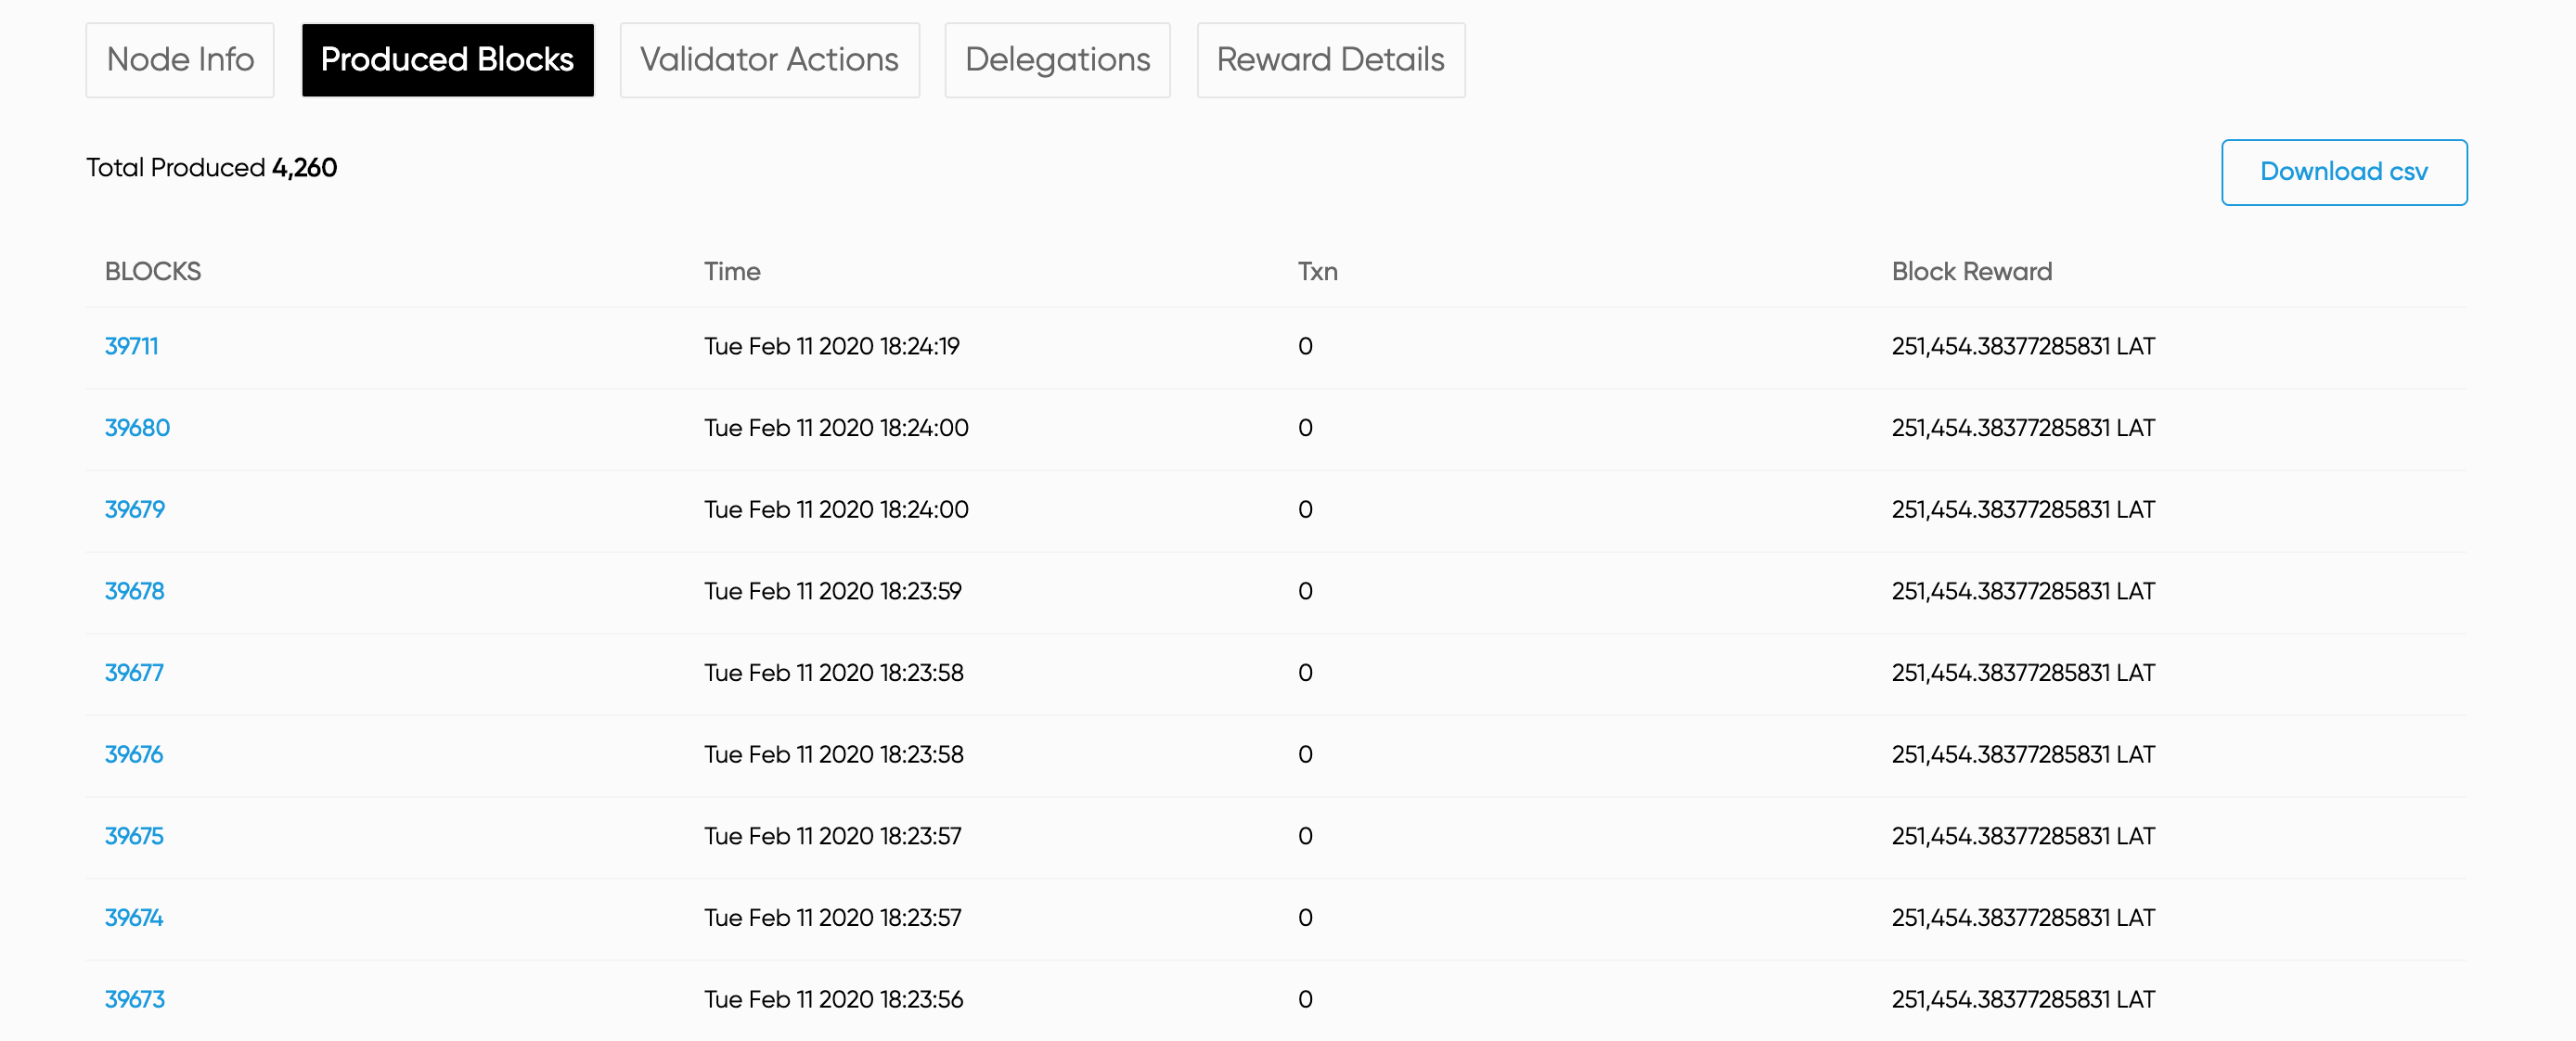 Node Info Produced Blocks Validator Actions Delegations Reward Details
Total Produced 4,260 Download csv
BLOCKS Time Txn Block Reward
39711 Tue Feb 11 2020 18:24:19 0 251,454.38377285831 LAT
39680 Tue Feb 11 2020 18:24:00 0 251,454.38377285831 LAT
39679 Tue Feb 11 2020 18:24:00 0 251,454.38377285831 LAT
39678 Tue Feb 11 2020 18:23:59 0 251,454.38377285831 LAT
39677 Tue Feb 11 2020 18:23:58 0 251,454.38377285831 LAT
39676 Tue Feb 11 2020 18:23:58 0 251,454.38377285831 LAT
39675 Tue Feb 11 2020 18:23:57 0 251,454.38377285831 LAT
39674 Tue Feb 11 2020 18:23:57 0 251,454.38377285831 LAT
39673 Tue Feb 11 2020 18:23:56 0 251,454.38377285831 LAT